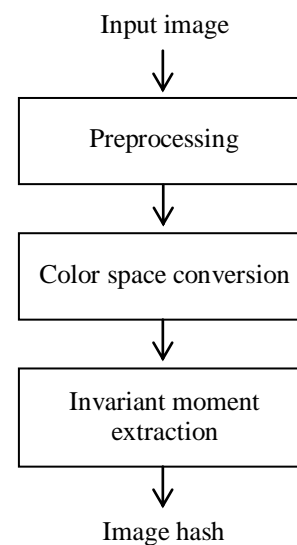 Input image
Preprocessing
Color space conversion
Invariant moment
extraction
Image hash